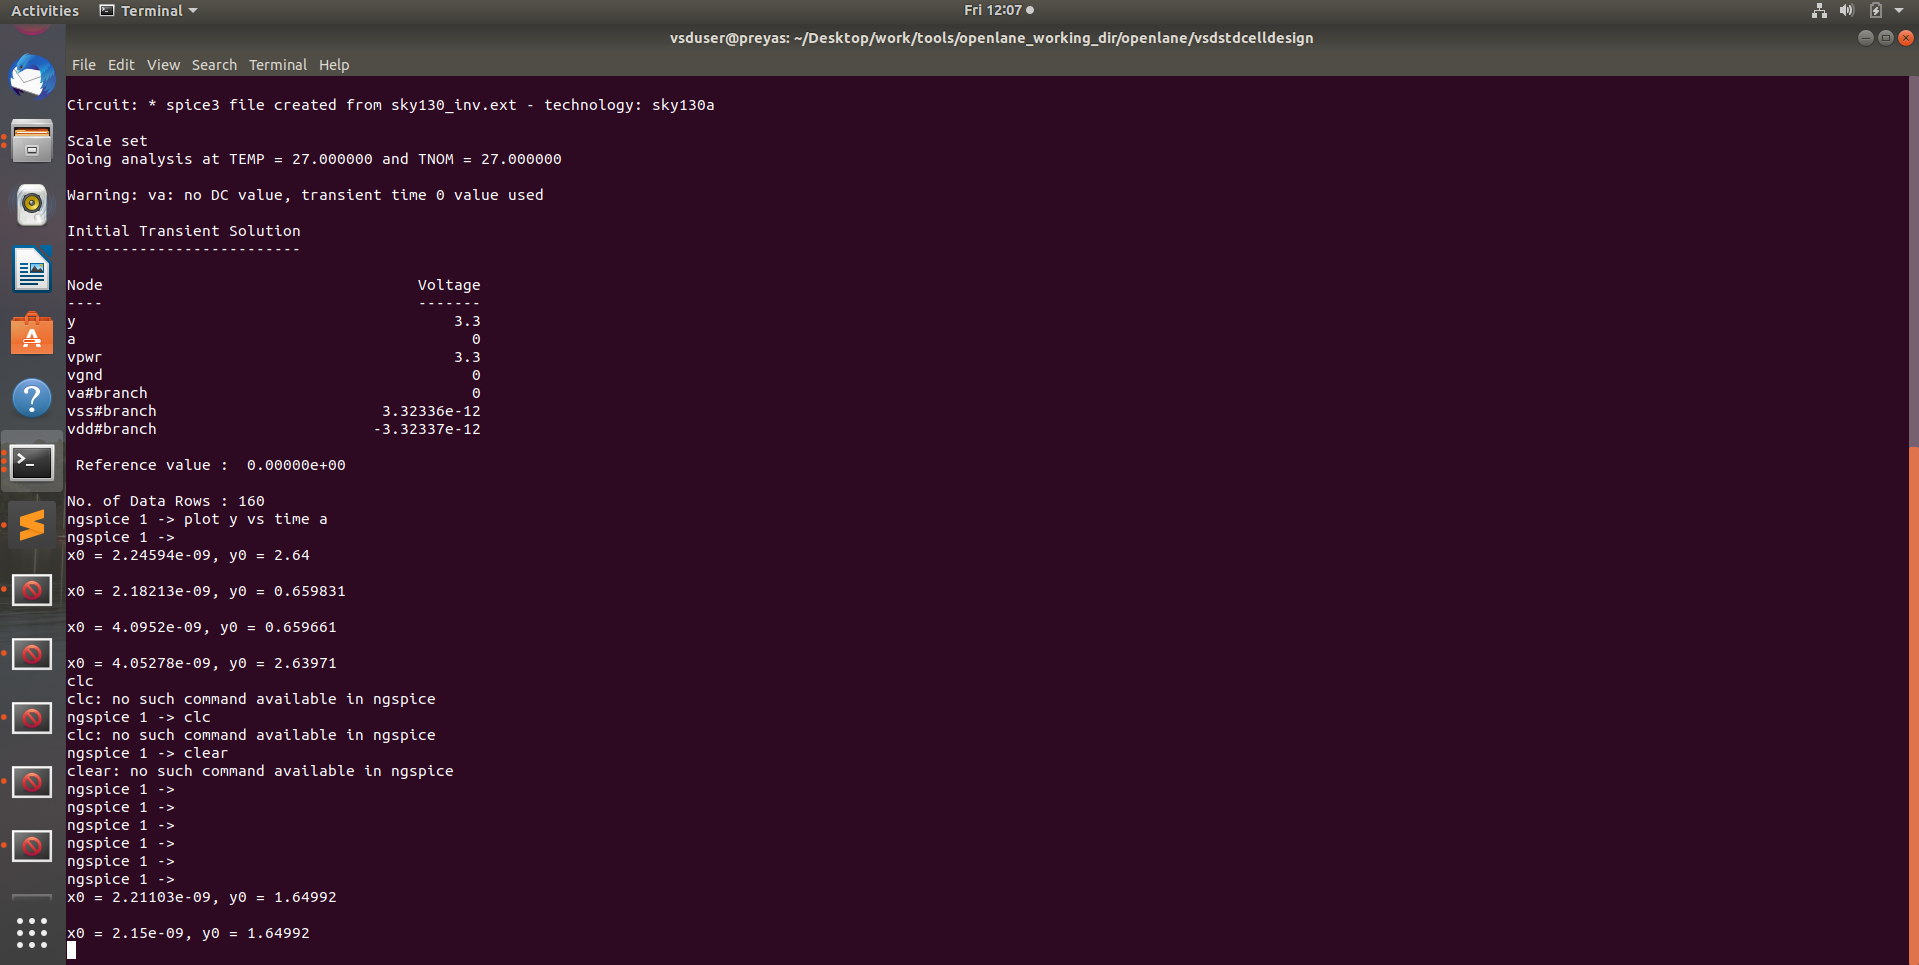 Activities Terminal Fri 12:07
vsduser@preyas: ~/Desktop/work/tools/openlane_working_dir/openlane/vsdstdcelldesign
File Edit View Search Terminal Help
Circuit: * spice3 file created from sky130_inv.ext - technology: sky130a
Scale set
Doing analysis at TEMP = 27.000000 and TNOM = 27.000000
Warning: va: no DC value, transient time 0 value used
Initial Transient Solution
--------------------------
Node Voltage
---- -------
y 3.3
a 0
vpwr 3.3
vgnd 0
va#branch 0
vss#branch 3.32336e-12
vdd#branch -3.32337e-12
Reference value : 0.00000e+00
No. of Data Rows : 160
ngspice 1 -> plot y vs time a
ngspice 1 ->
x0 = 2.24594e-09, y0 = 2.64
x0 = 2.18213e-09, y0 = 0.659831
x0 = 4.0952e-09, y0 = 0.659661
x0 = 4.05278e-09, y0 = 2.63971
clc
clc: no such command available in ngspice
ngspice 1 -> clc
clc: no such command available in ngspice
ngspice 1 -> clear
clear: no such command available in ngspice
ngspice 1 ->
ngspice 1 ->
ngspice 1 ->
ngspice 1 ->
ngspice 1 ->
ngspice 1 ->
x0 = 2.21103e-09, y0 = 1.64992
x0 = 2.15e-09, y0 = 1.64992